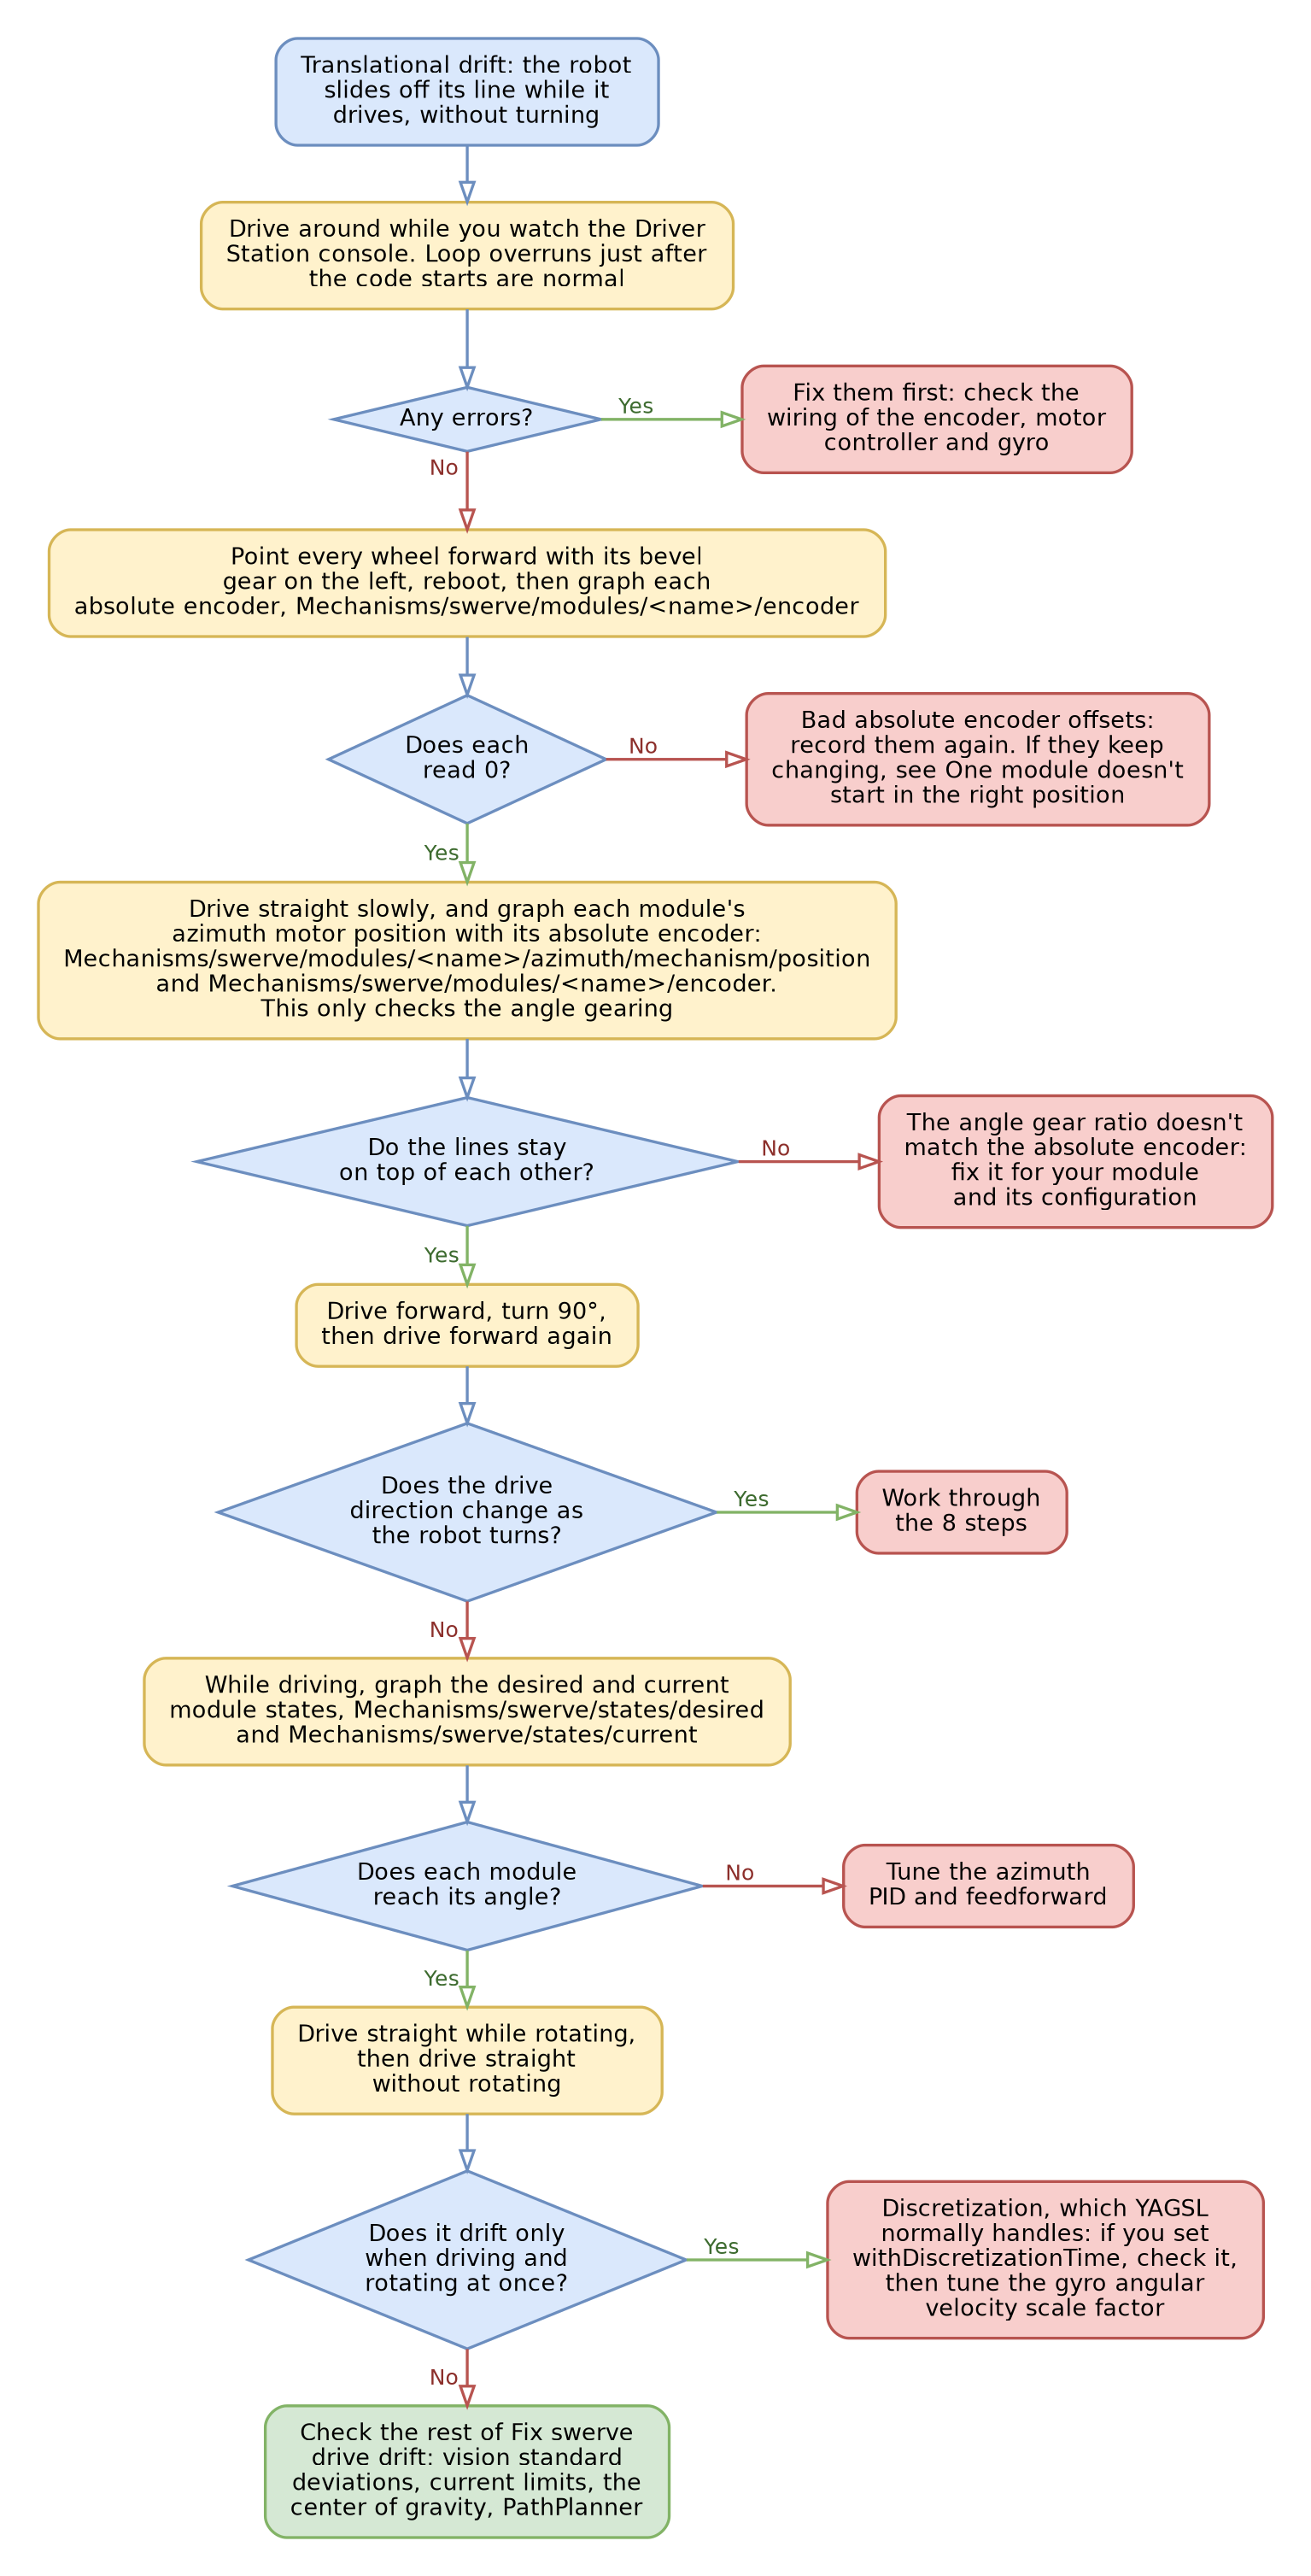 Translational drift: the robot
slides off its line while it
drives, without turning
Drive around while you watch the Driver
Station console. Loop overruns just after
the code starts are normal
Any errors?
Yes
Fix them first: check the
wiring of the encoder, motor
controller and gyro
No
Point every wheel forward with its bevel
gear on the left, reboot, then graph each
absolute encoder, Mechanisms/swerve/modules/<name>/encoder
Does each
read 0?
No
Bad absolute encoder offsets:
record them again. If they keep
changing, see One module doesn't
start in the right position
Yes
Drive straight slowly, and graph each module's
azimuth motor position with its absolute encoder:
Mechanisms/swerve/modules/<name>/azimuth/mechanism/position
and Mechanisms/swerve/modules/<name>/encoder.
This only checks the angle gearing
Do the lines stay
on top of each other?
No
The angle gear ratio doesn't
match the absolute encoder:
fix it for your module
and its configuration
Yes
Drive forward, turn 90°,
then drive forward again
Does the drive
direction change as
the robot turns?
Yes
Work through
the 8 steps
No
While driving, graph the desired and current
module states, Mechanisms/swerve/states/desired
and Mechanisms/swerve/states/current
Does each module
reach its angle?
No
Tune the azimuth
PID and feedforward
Yes
Drive straight while rotating,
then drive straight
without rotating
Does it drift only
when driving and
rotating at once?
Yes
Discretization, which YAGSL
normally handles: if you set
withDiscretizationTime, check it,
then tune the gyro angular
velocity scale factor
No
Check the rest of Fix swerve
drive drift: vision standard
deviations, current limits, the
center of gravity, PathPlanner